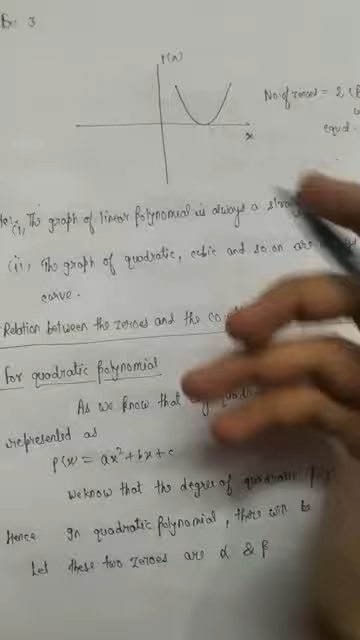 Ex: 3
P(x)
No. of zeroes = 2
equal.
x
(i), The graph of linear polynomial is always a
(ii), The graph of quadratic, cubic and so on are
curve.
Relation between the zeroes and the
For quadratic polynomial
As we know that
represented as
P(x) = ax² + bx + c
We know that the degree of quadratic
Hence In quadratic polynomial, there will be
Let these two zeroes are α & β